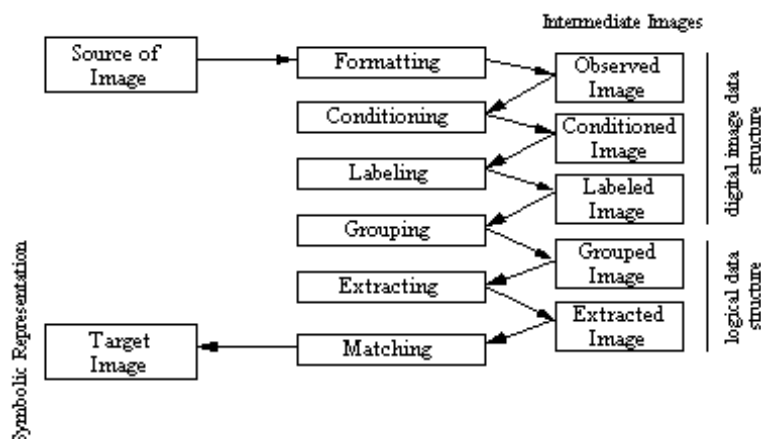 Intermediate Images
Source of
Image
Formatting
Observed
Image
Conditioning
Conditioned
Image
Labeling
Labeled
Image
Grouping
Grouped
Image
Extracting
Extracted
Image
Matching
Target
Image
digital image data
structure
logical data
structure
Symbolic Representation